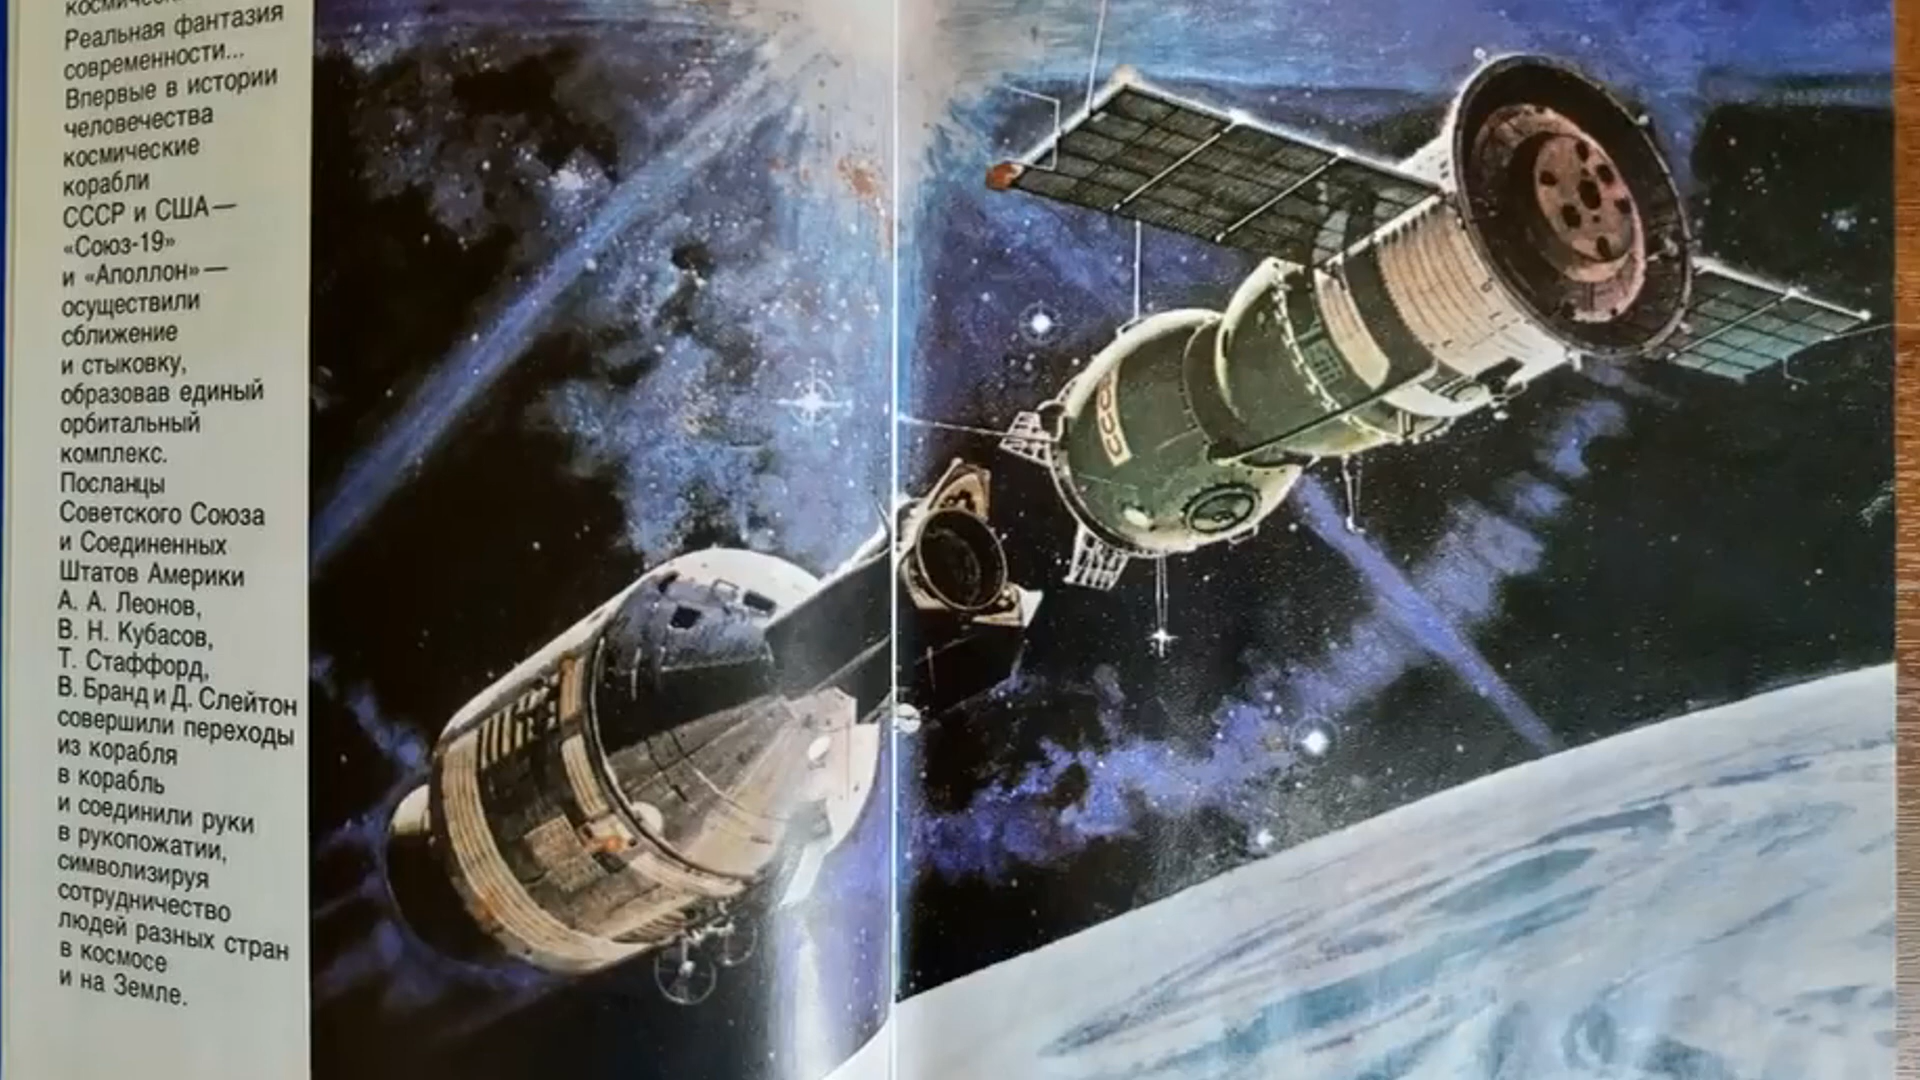 Реальная фантазия
современности...
Впервые в истории
человечества
космические
корабли
СССР и США—
«Союз-19»
и «Аполлон»—
осуществили
сближение
и стыковку,
образовав единый
орбитальный
комплекс.
Посланцы
Советского Союза
и Соединенных
Штатов Америки
А. А. Леонов,
В. Н. Кубасов,
Т. Стаффорд,
В. Бранд и Д. Слейтон
совершили переходы
из корабля
в корабль
и соединили руки
в рукопожатии,
символизируя
сотрудничество
людей разных стран
в космосе
и на Земле.
СССР